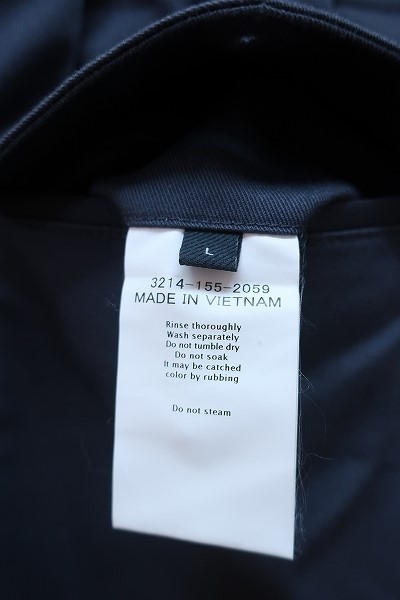 L
3214-155-2059
MADE IN VIETNAM
Rinse thoroughly
Wash separately
Do not tumble dry
Do not soak
It may be catched
color by rubbing
Do not steam